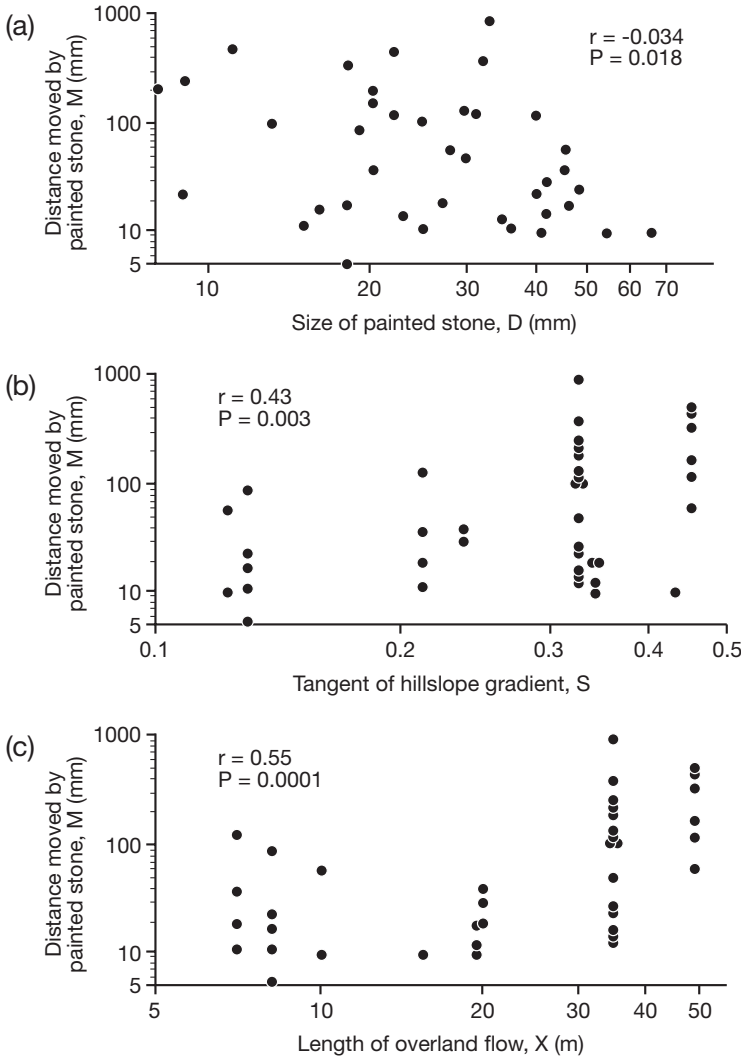 (a)
1000
100
10
5
Distance moved by
painted stone, M (mm)
r = -0.034
P = 0.018
10 20 30 40 50 60 70
Size of painted stone, D (mm)
(b)
1000
100
10
5
Distance moved by
painted stone, M (mm)
r = 0.43
P = 0.003
0.1 0.2 0.3 0.4 0.5
Tangent of hillslope gradient, S
(c)
1000
100
10
5
Distance moved by
painted stone, M (mm)
r = 0.55
P = 0.0001
5 10 20 30 40 50
Length of overland flow, X (m)